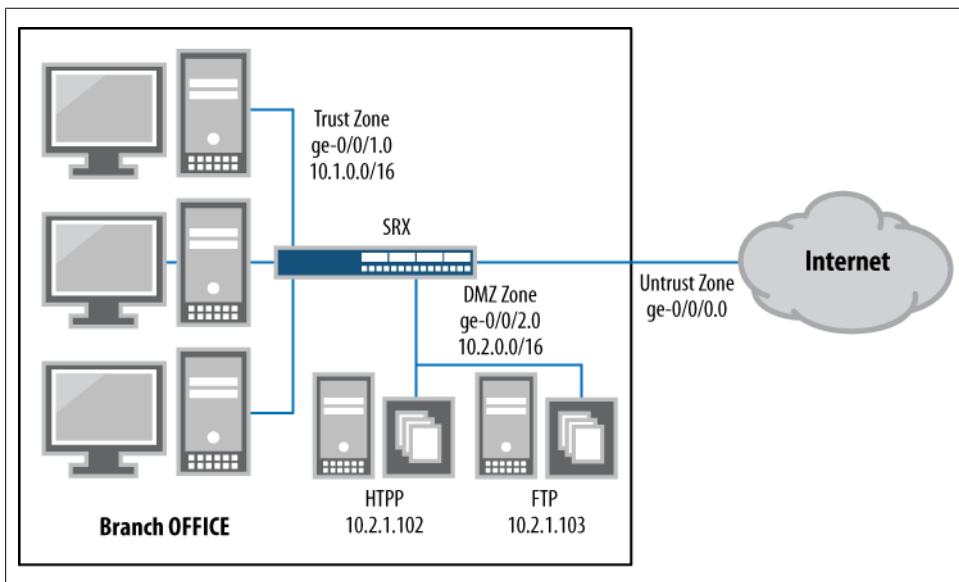 Trust Zone
ge-0/0/1.0
10.1.0.0/16
SRX
Internet
Untrust Zone
ge-0/0/0.0
DMZ Zone
ge-0/0/2.0
10.2.0.0/16
HTPP
10.2.1.102
FTP
10.2.1.103
Branch OFFICE